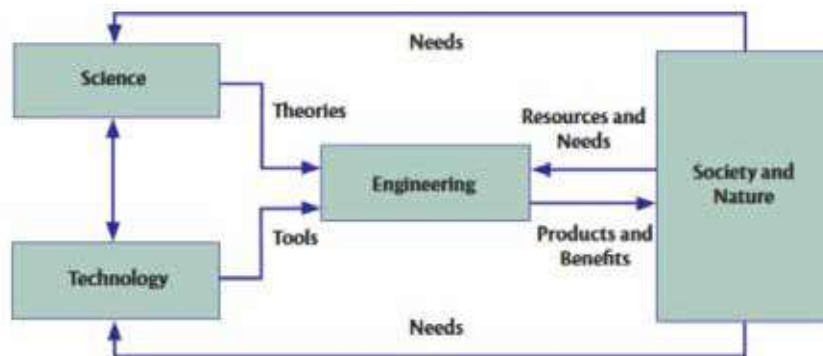 Needs
Science
Theories
Resources and
Needs
Engineering
Society and
Nature
Tools
Products and
Benefits
Technology
Needs